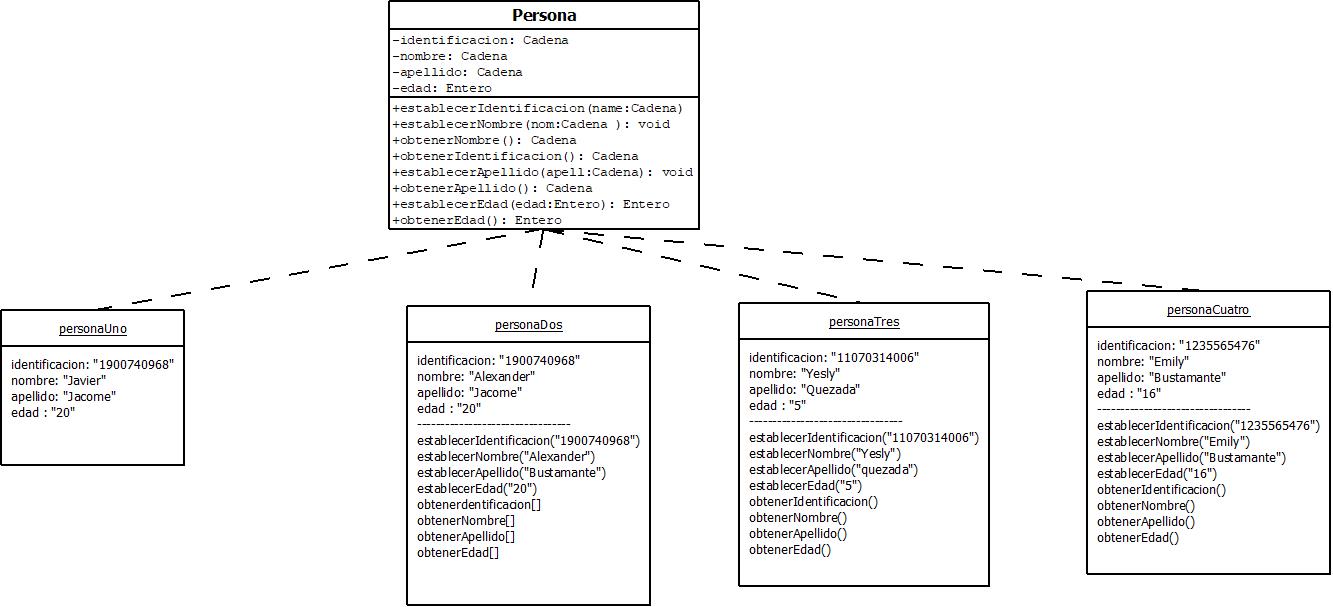 Persona
-identificacion: Cadena
-nombre: Cadena
-apellido: Cadena
-edad: Entero
+establecerIdentificacion(name:Cadena)
+establecerNombre(nom:Cadena ): void
+obtenerNombre(): Cadena
+obtenerIdentificacion(): Cadena
+establecerApellido(apell:Cadena): void
+obtenerApellido(): Cadena
+establecerEdad(edad:Entero): Entero
+obtenerEdad(): Entero
personaUno
identificacion: "1900740968"
nombre: "Javier"
apellido: "Jacome"
edad : "20"
personaDos
identificacion: "1900740968"
nombre: "Alexander"
apellido: "Jacome"
edad : "20"
--------------------------------
establecerIdentificacion("1900740968")
establecerNombre("Alexander")
establecerApellido("Bustamante")
establecerEdad("20")
obtenerdentificacion[]
obtenerNombre[]
obtenerApellido[]
obtenerEdad[]
personaTres
identificacion: "11070314006"
nombre: "Yesly"
apellido: "Quezada"
edad : "5"
--------------------------------
establecerIdentificacion("11070314006")
establecerNombre("Yesly")
establecerApellido("quezada")
establecerEdad("5")
obtenerIdentificacion()
obtenerNombre()
obtenerApellido()
obtenerEdad()
personaCuatro
identificacion: "1235565476"
nombre: "Emily"
apellido: "Bustamante"
edad : "16"
--------------------------------
establecerIdentificacion("1235565476")
establecerNombre("Emily")
establecerApellido("Bustamante")
establecerEdad("16")
obtenerIdentificacion()
obtenerNombre()
obtenerApellido()
obtenerEdad()